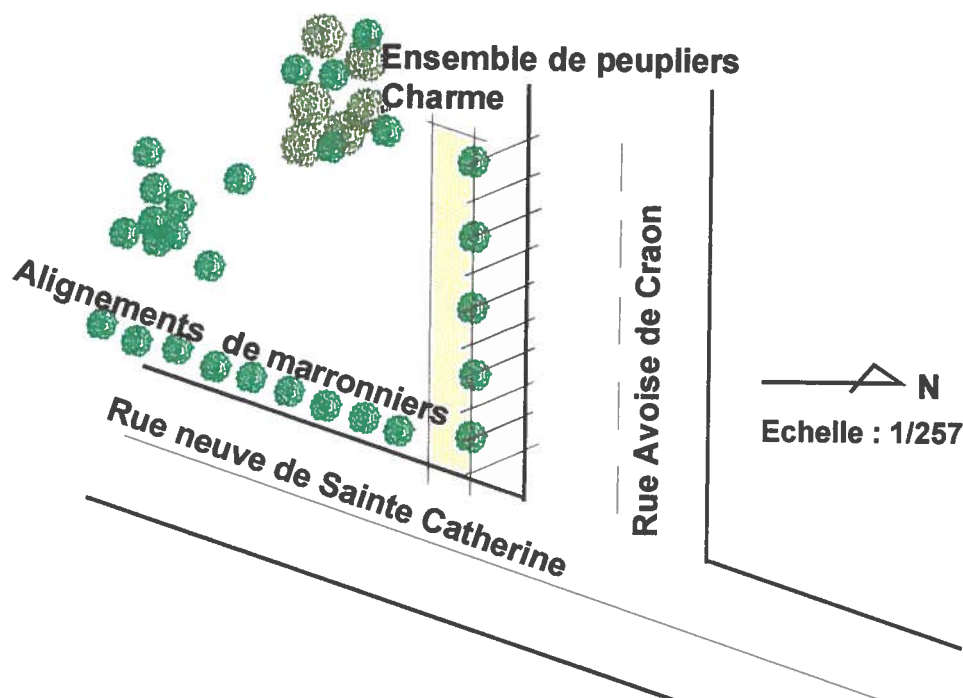 Ensemble de peupliers
Charme
Alignements de marronniers
Rue neuve de Sainte Catherine
Rue Avoise de Craon
N
Echelle : 1/257